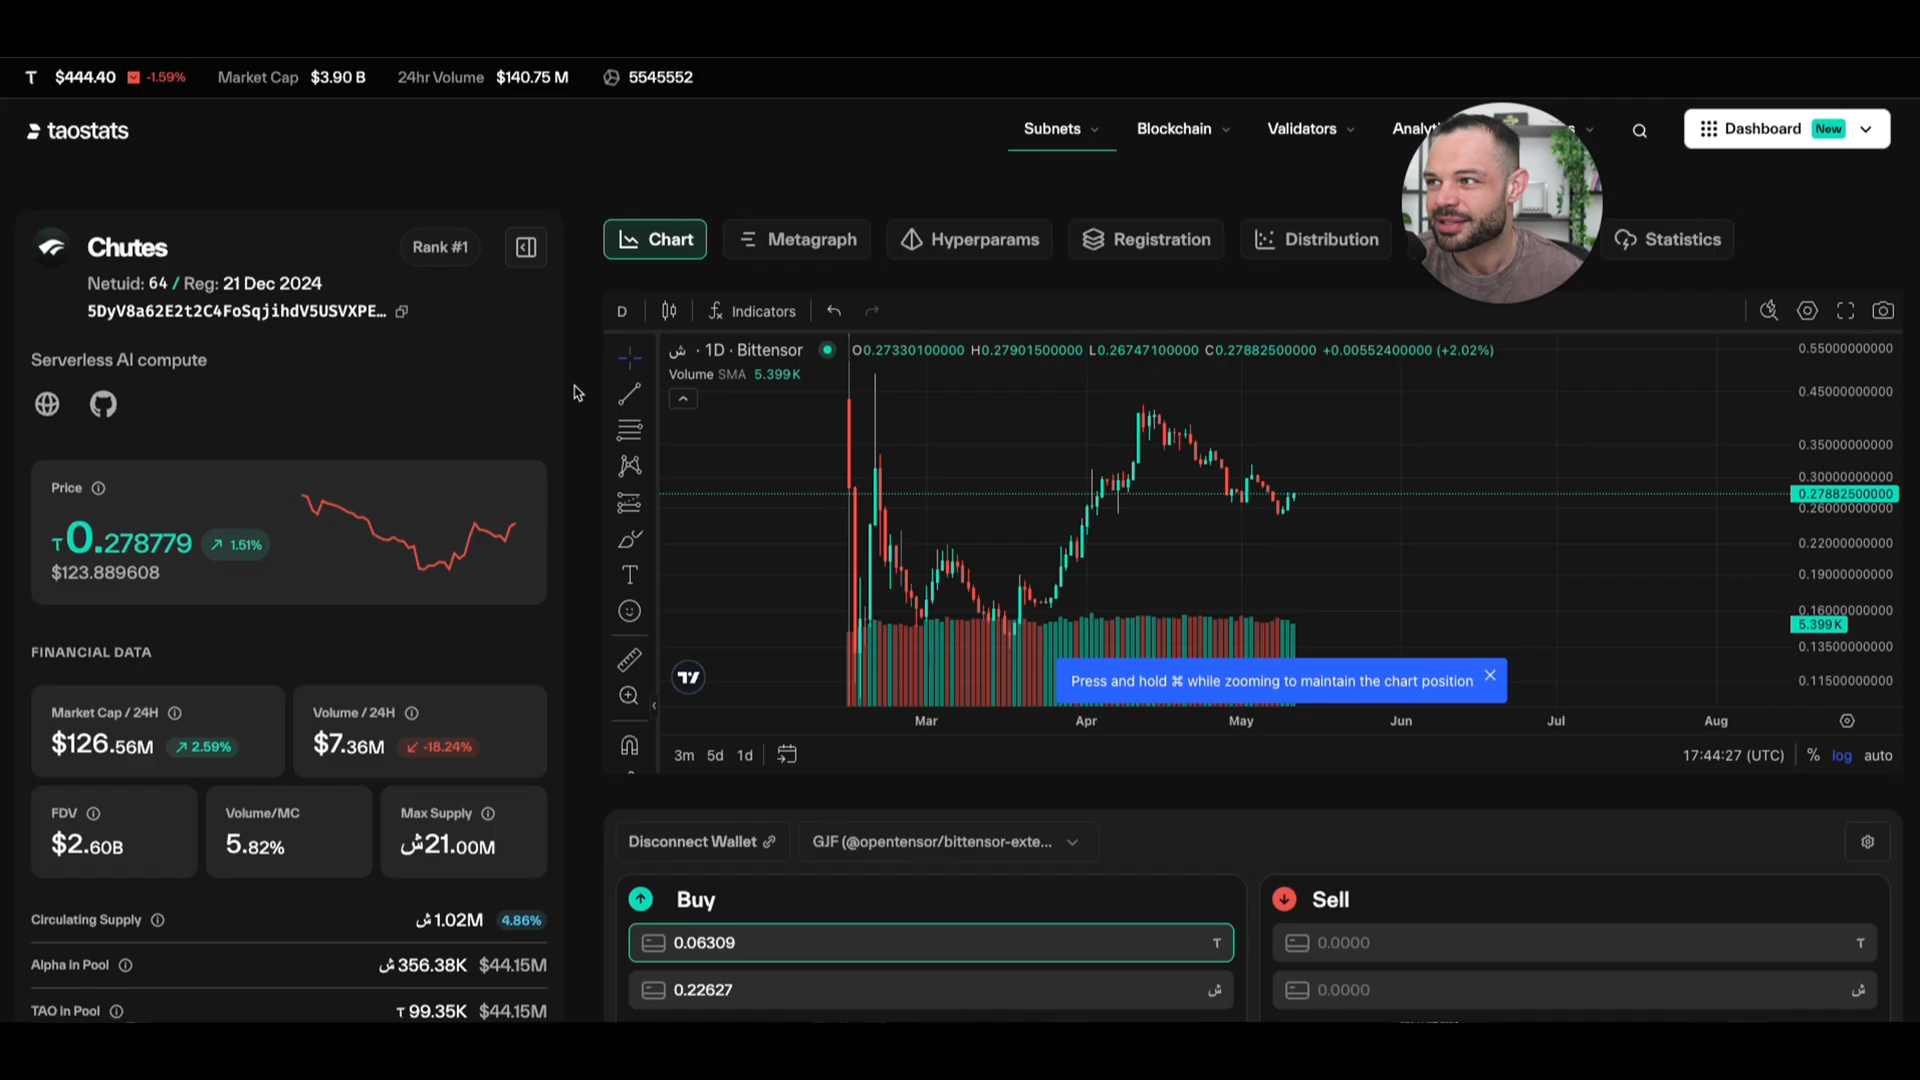 T $444.40 -1.59% Market Cap $3.90 B 24hr Volume $140.75 M 5545552
taostats
Subnets Blockchain Validators Dashboard New
Chutes Rank #1
Netuid: 64 / Reg: 21 Dec 2024
5DyV8a62E2t2C4FoSqjihdV5USVXPE…
Serverless AI compute
Price
τ0.278779 1.51%
$123.889608
FINANCIAL DATA
Market Cap / 24H
$126.56M 2.59%
Volume / 24H
$7.36M -18.24%
FDV
$2.60B
Volume/MC
5.82%
Max Supply
ش21.00M
Circulating Supply ش1.02M 4.86%
Alpha in Pool ش356.38K $44.15M
TAO in Pool τ99.35K $44.15M
Chart Metagraph Hyperparams Registration Distribution Statistics
D Indicators
ش · 1D · Bittensor O0.27330100000 H0.27901500000 L0.26747100000 C0.27882500000 +0.00552400000 (+2.02%)
Volume SMA 5.399K
0.55000000000
0.45000000000
0.35000000000
0.30000000000
0.27882500000
0.26000000000
0.22000000000
0.19000000000
0.16000000000
5.399K
0.13500000000
0.11500000000
Press and hold ⌘ while zooming to maintain the chart position
Mar Apr May Jun Jul Aug
3m 5d 1d 17:44:27 (UTC) % log auto
Disconnect Wallet GJF (@opentensor/bittensor-exte...
Buy
0.06309 τ
0.22627 ش
Sell
0.0000 τ
0.0000 ش